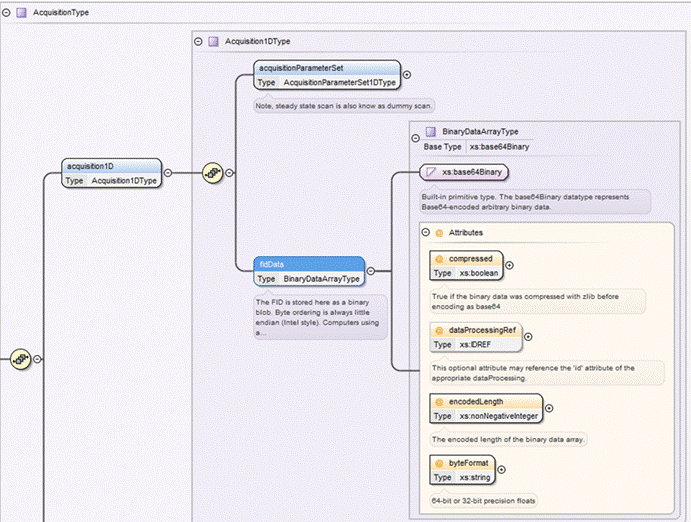 AcquisitionType
Acquisition1DType
acquisitionParameterSet
Type AcquisitionParameterSet1DType
Note, steady state scan is also know as dummy scan.
BinaryDataArrayType
Base Type xs:base64Binary
acquisition1D
Type Acquisition1DType
xs:base64Binary
Built-in primitive type. The base64Binary datatype represents
Base64-encoded arbitrary binary data.
Attributes
fidData
Type BinaryDataArrayType
The FID is stored here as a binary
blob. Byte ordering is always little
endian (Intel style). Computers using
a...
@ compressed
Type xs:boolean
True if the binary data was compressed with zlib before
encoding as base64
@ dataProcessingRef
Type xs:IDREF
This optional attribute may reference the 'id' attribute of the
appropriate dataProcessing.
@ encodedLength
Type xs:nonNegativeInteger
The encoded length of the binary data array.
@ byteFormat
Type xs:string
64-bit or 32-bit precision floats